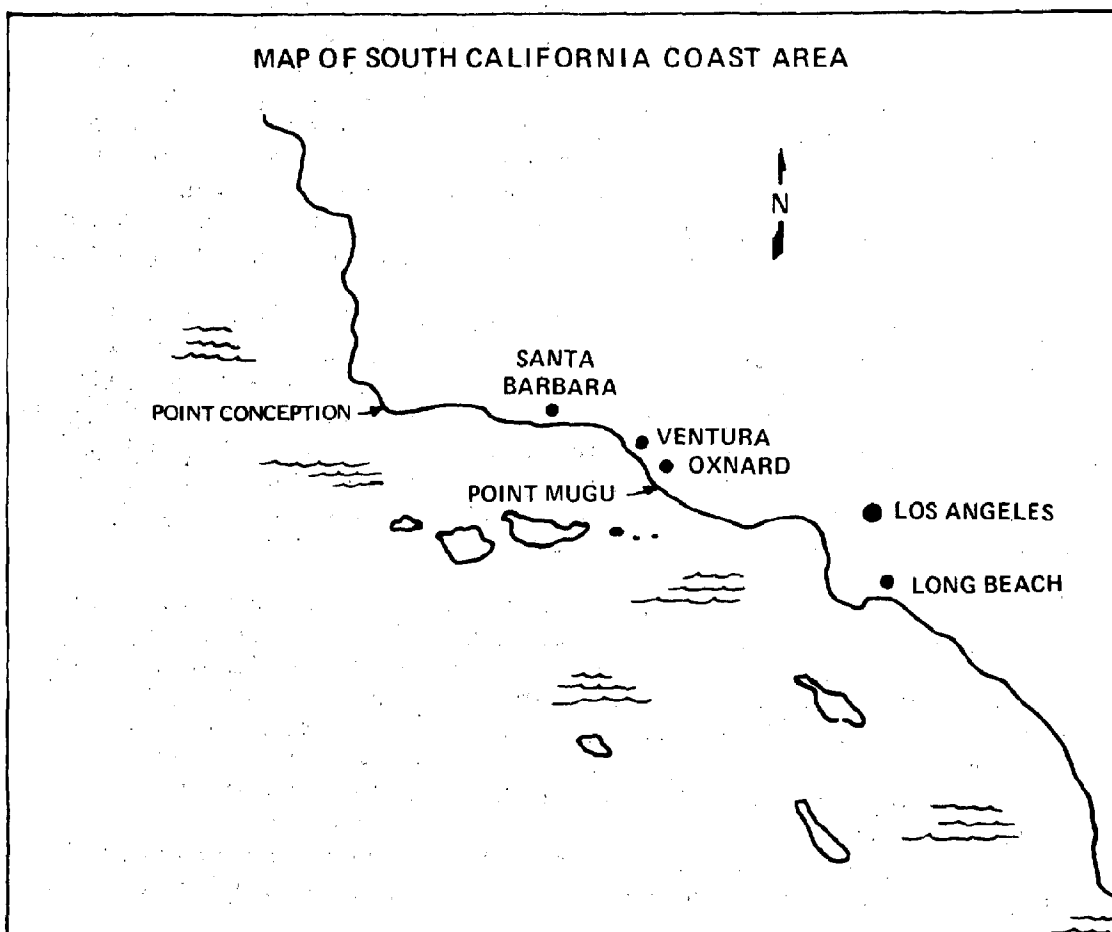 MAP OF SOUTH CALIFORNIA COAST AREA
N
SANTA
BARBARA
POINT CONCEPTION
VENTURA
OXNARD
POINT MUGU
LOS ANGELES
LONG BEACH